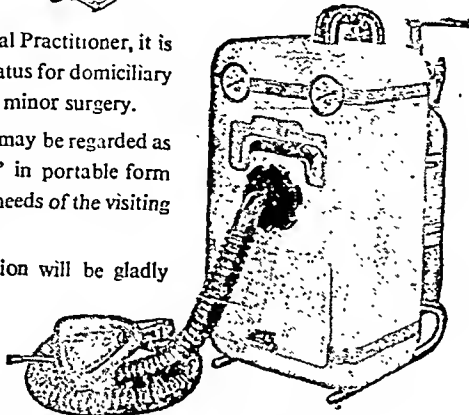 al Practitioner, it is
atus for domiciliary
minor surgery.
may be regarded as
” in portable form
needs of the visiting
ion will be gladly